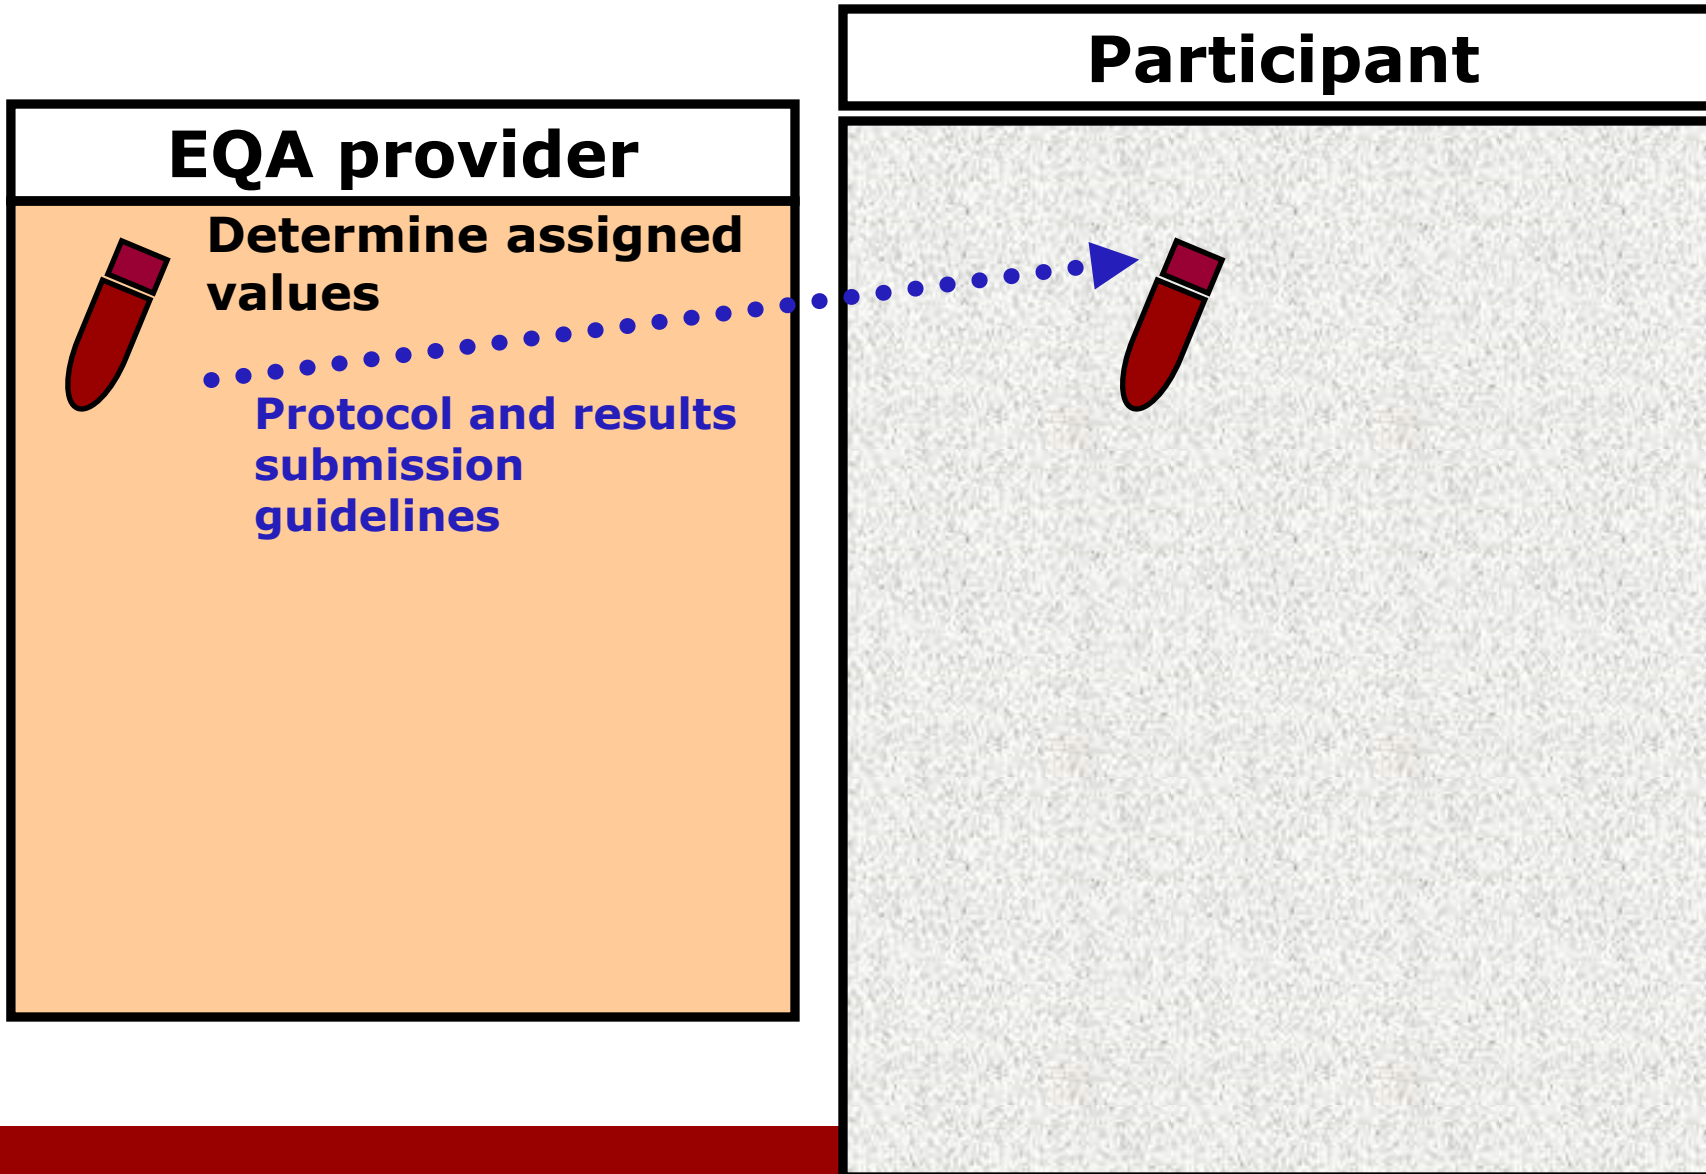 Participant
EQA provider
Determine assigned
values
Protocol and results
submission
guidelines